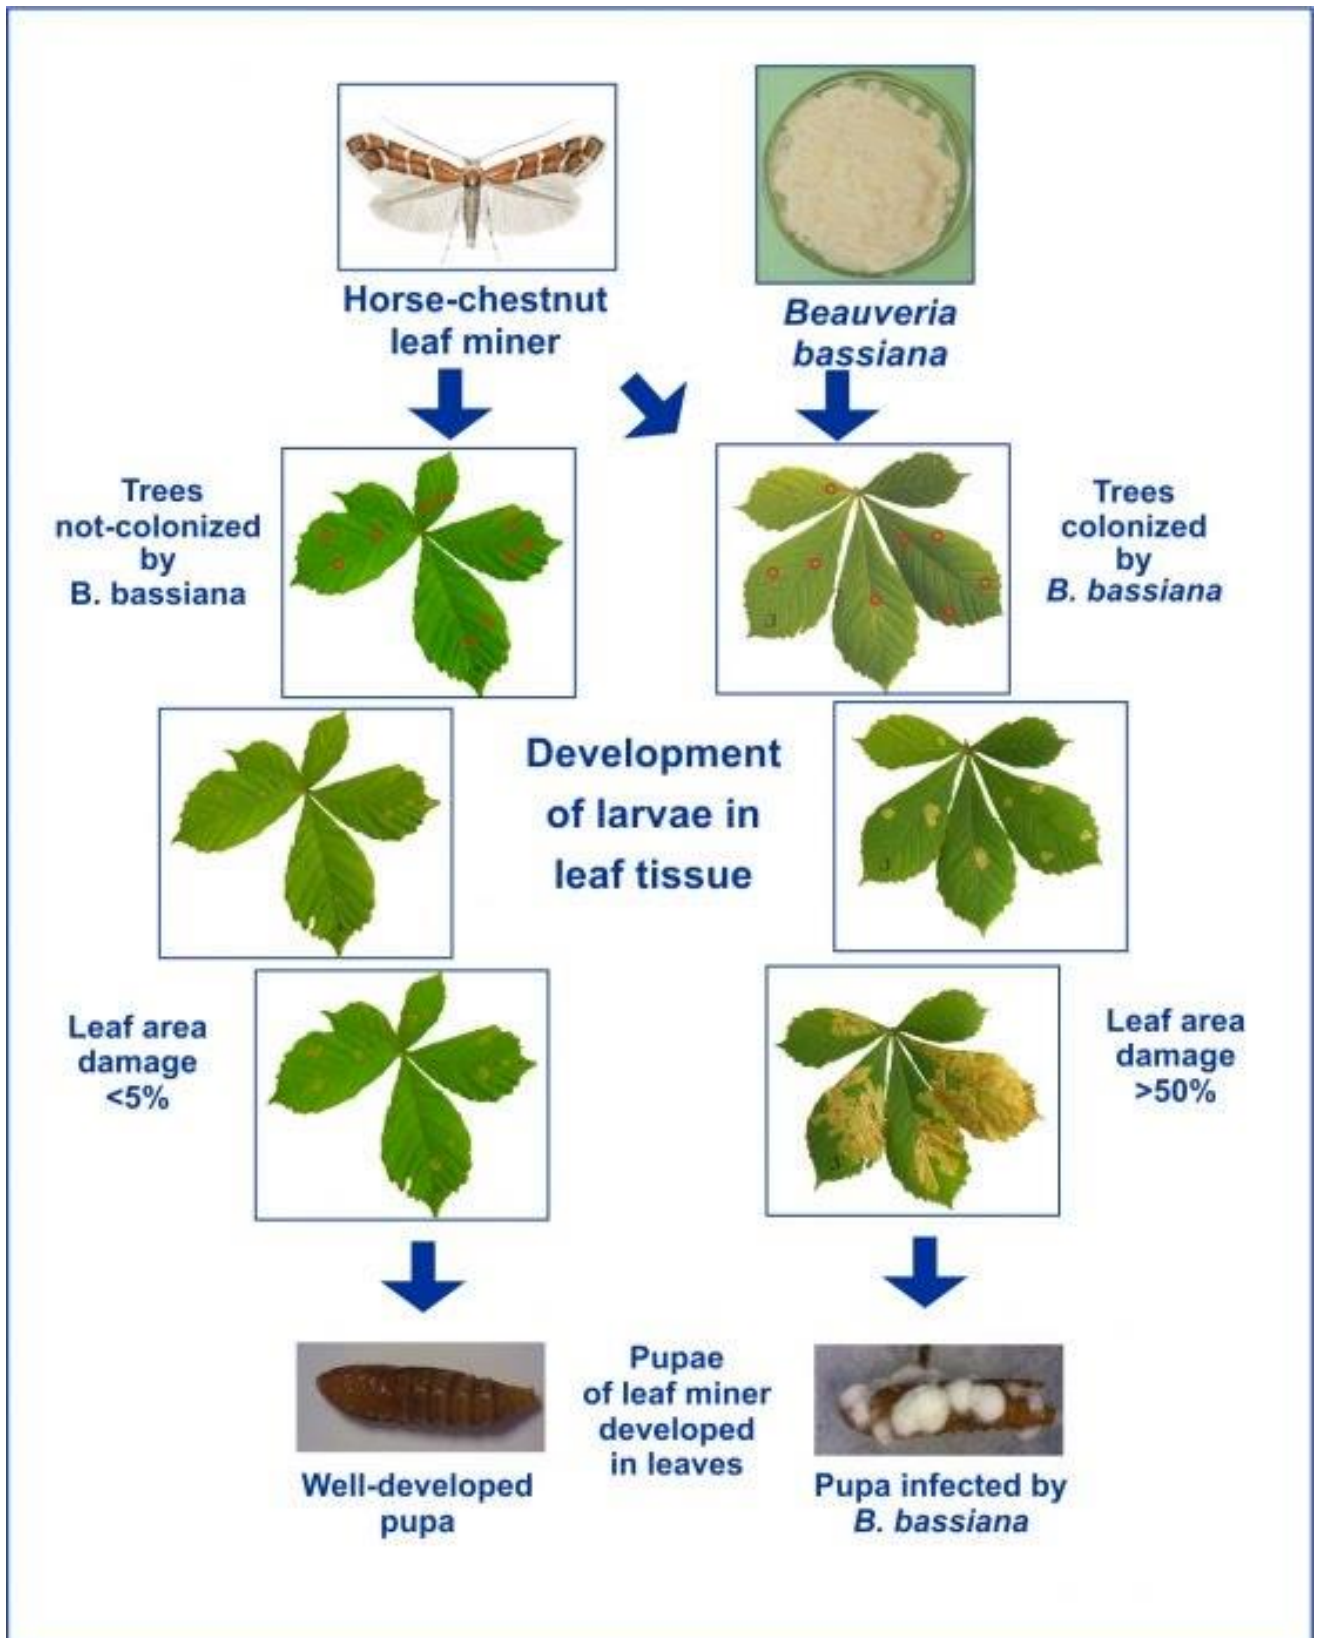 Horse-chestnut
leaf miner
Beauveria
bassiana
Trees
not-colonized
by
B. bassiana
Trees
colonized
by
B. bassiana
Development
of larvae in
leaf tissue
Leaf area
damage
<5%
Leaf area
damage
>50%
Pupae
of leaf miner
developed
in leaves
Well-developed
pupa
Pupa infected by
B. bassiana